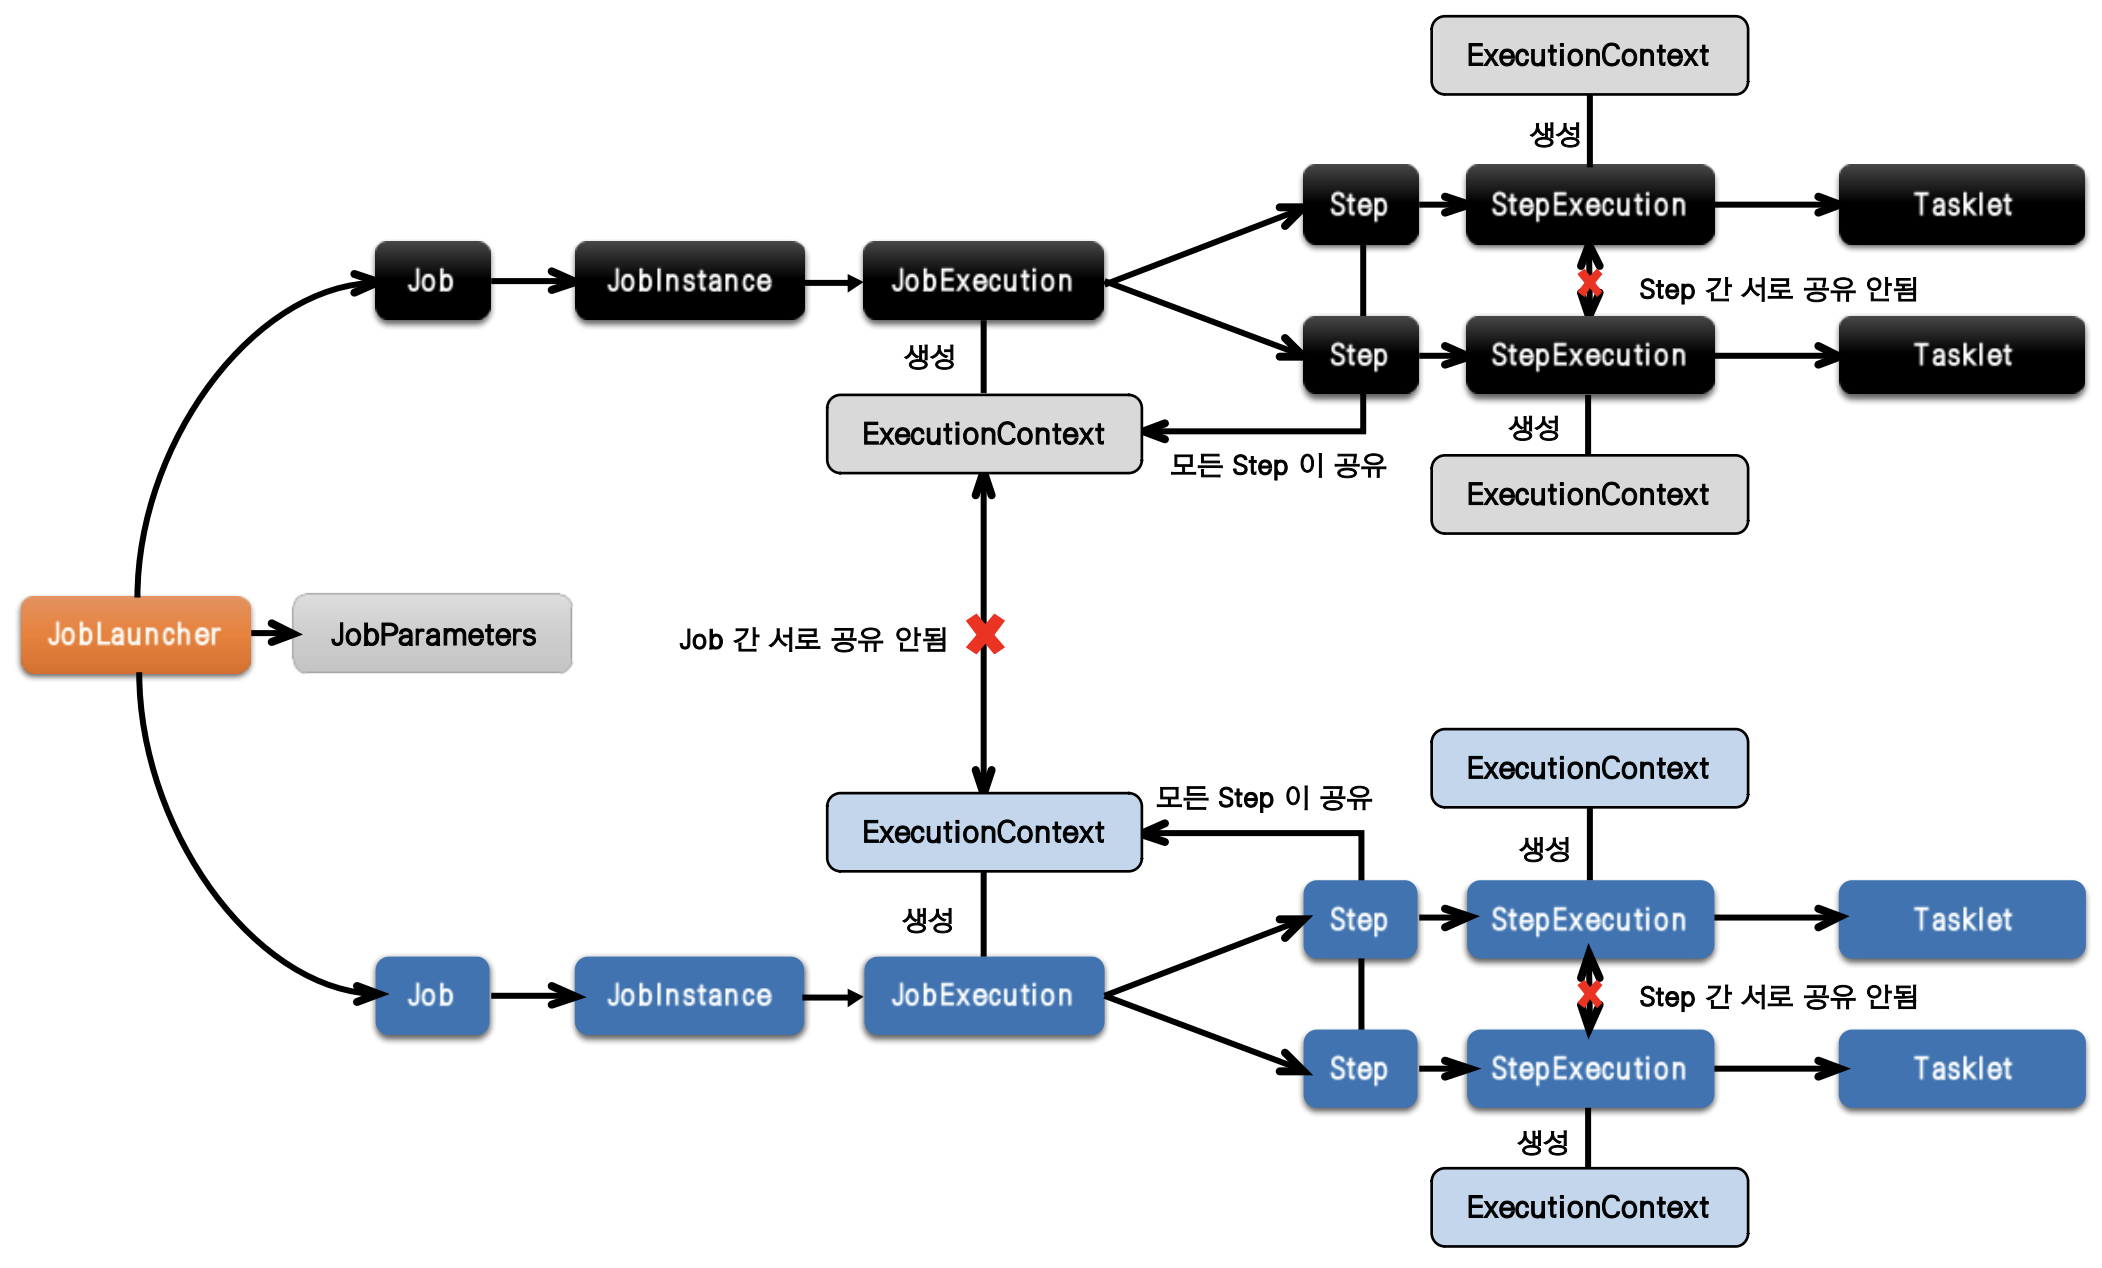 ExecutionContext
생성
Step
StepExecution
Tasklet
Job
JobInstance
JobExecution
Step 간 서로 공유 안됨
생성
Step
StepExecution
Tasklet
ExecutionContext
생성
모든 Step 이 공유
ExecutionContext
JobLauncher
JobParameters
Job 간 서로 공유 안됨
ExecutionContext
모든 Step 이 공유
ExecutionContext
생성
생성
Step
StepExecution
Tasklet
Job
JobInstance
JobExecution
Step 간 서로 공유 안됨
Step
StepExecution
Tasklet
생성
ExecutionContext